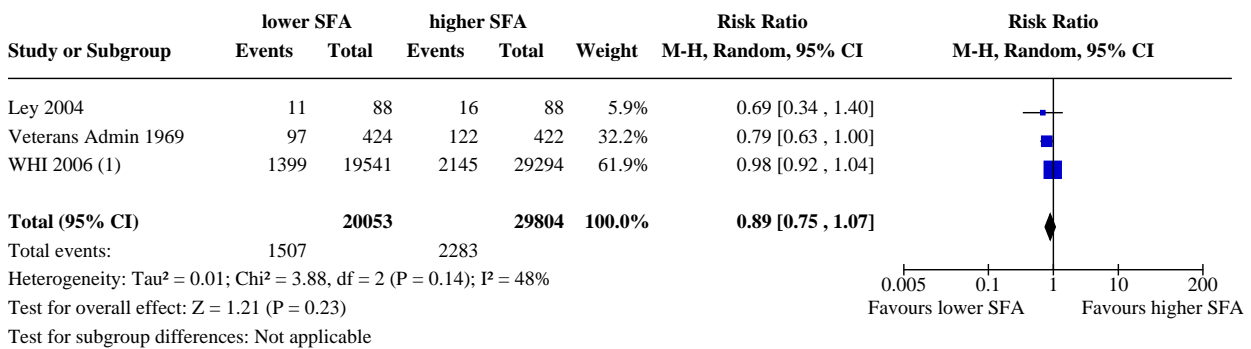 lower SFA higher SFA Risk Ratio Risk Ratio
Study or Subgroup Events Total Events Total Weight M-H, Random, 95% CI M-H, Random, 95% CI
Ley 2004 11 88 16 88 5.9% 0.69 [0.34 , 1.40]
Veterans Admin 1969 97 424 122 422 32.2% 0.79 [0.63 , 1.00]
WHI 2006 (1) 1399 19541 2145 29294 61.9% 0.98 [0.92 , 1.04]
Total (95% CI) 20053 29804 100.0% 0.89 [0.75 , 1.07]
Total events: 1507 2283
Heterogeneity: Tau² = 0.01; Chi² = 3.88, df = 2 (P = 0.14); I² = 48%
0.005 0.1 1 10 200
Test for overall effect: Z = 1.21 (P = 0.23) Favours lower SFA Favours higher SFA
Test for subgroup differences: Not applicable